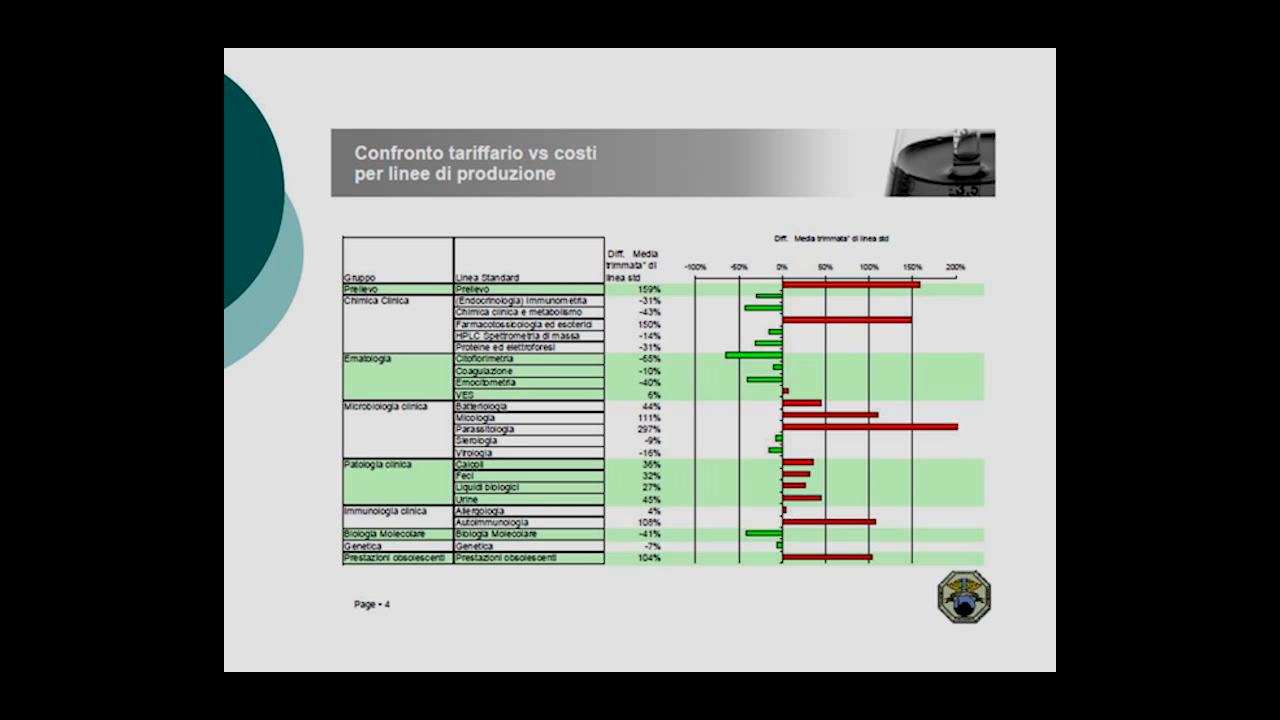 Confronto tariffario vs costi
per linee di produzione
3,5
Diff. Media trimmata* di linea std
Gruppo Linea Standard Diff. Media trimmata* di linea std -100% -50% 0% 50% 100% 150% 200%
Prelievo Prelievo 159%
Chimica Clinica (Endocrinologia) Immunometria -31%
Chimica clinica e metabolismo -43%
Farmacotossicologia ed esoterici 150%
HPLC Spettrometria di massa -14%
Proteine ed elettroforesi -31%
Ematologia Citoflorimetria -65%
Coagulazione -10%
Emocitometria -40%
VES 6%
Microbiologia clinica Batteriologia 44%
Micologia 111%
Parassitologia 297%
Sierologia -9%
Virologia -16%
Patologia clinica Calcoli 36%
Feci 32%
Liquidi biologici 27%
Urine 45%
Immunologia clinica Allergologia 4%
Autoimmunologia 108%
Biologia Molecolare Biologia Molecolare -41%
Genetica Genetica -7%
Prestazioni obsolescenti Prestazioni obsolescenti 104%
Page ▪ 4